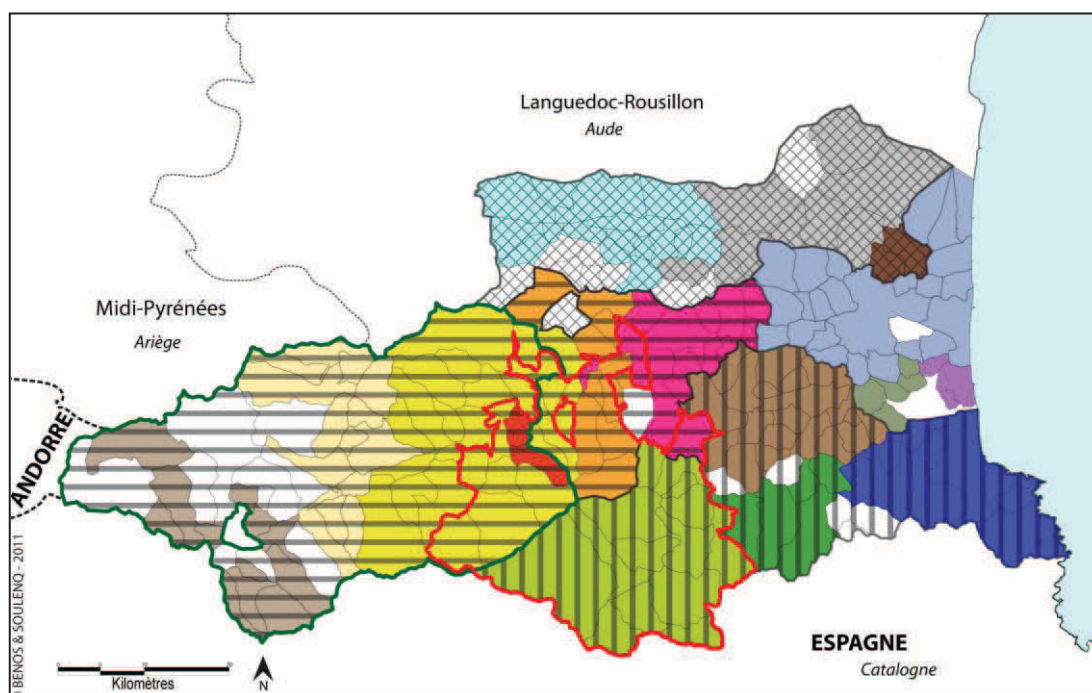 Languedoc-Rousillon
Aude
Midi-Pyrénées
Ariège
ANDORRE
ESPAGNE
Catalogne
Kilomètres
N
BENOS & SOULENQ - 2011